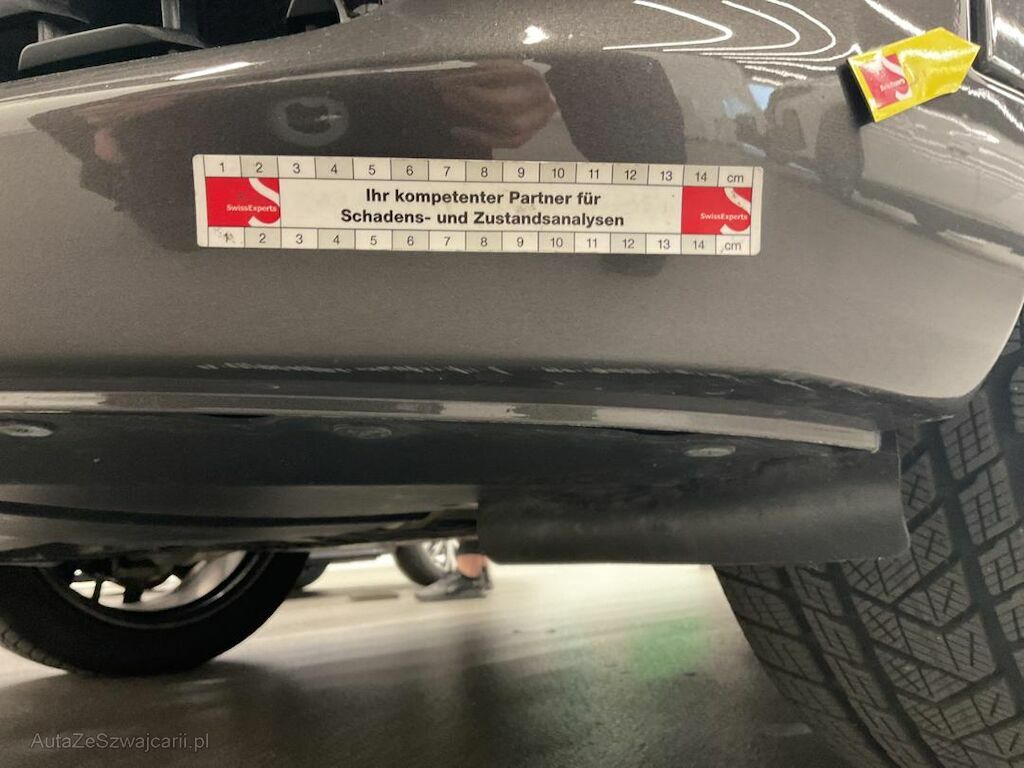 SwissExperts
1 2 3 4 5 6 7 8 9 10 11 12 13 14 cm
SwissExperts
Ihr kompetenter Partner für
Schadens- und Zustandsanalysen
SwissExperts
1 2 3 4 5 6 7 8 9 10 11 12 13 14 cm
AutaZeSzwajcarii.pl